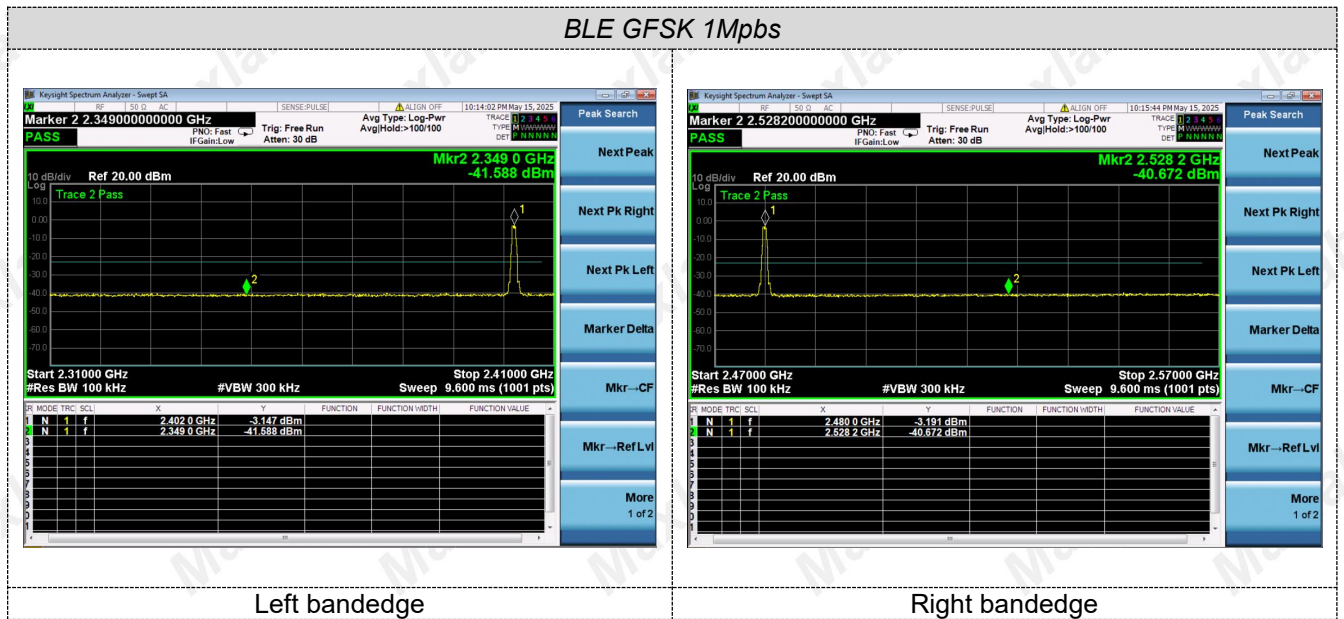 BLE GFSK 1Mpbs
Keysight Spectrum Analyzer - Swept SA
RF 50 Ω AC SENSE:PULSE ALIGN OFF 10:14:02 PM May 15, 2025
Marker 2 2.349000000000 GHz
PASS
PNO: Fast
IFGain:Low
Trig: Free Run
Atten: 30 dB
Avg Type: Log-Pwr
Avg|Hold:>100/100
TRACE 1 2 3 4 5 6
TYPE M WWWWW
DET P N N N N N
Mkr2 2.349 0 GHz
-41.588 dBm
10 dB/div Ref 20.00 dBm
Log
Trace 2 Pass
10.0
0.00
-10.0
-20.0
-30.0
-40.0
-50.0
-60.0
-70.0
1
2
Start 2.31000 GHz
Stop 2.41000 GHz
#Res BW 100 kHz #VBW 300 kHz Sweep 9.600 ms (1001 pts)
MODE TRC SCL X Y FUNCTION FUNCTION WIDTH FUNCTION VALUE
1 N 1 f 2.402 0 GHz -3.147 dBm
2 N 1 f 2.349 0 GHz -41.588 dBm
Peak Search
Next Peak
Next Pk Right
Next Pk Left
Marker Delta
Mkr→CF
Mkr→Ref Lvl
More
1 of 2
Keysight Spectrum Analyzer - Swept SA
RF 50 Ω AC SENSE:PULSE ALIGN OFF 10:15:44 PM May 15, 2025
Marker 2 2.528200000000 GHz
PASS
PNO: Fast
IFGain:Low
Trig: Free Run
Atten: 30 dB
Avg Type: Log-Pwr
Avg|Hold:>100/100
TRACE 1 2 3 4 5 6
TYPE M WWWWW
DET P N N N N N
Mkr2 2.528 2 GHz
-40.672 dBm
10 dB/div Ref 20.00 dBm
Log
Trace 2 Pass
10.0
0.00
-10.0
-20.0
-30.0
-40.0
-50.0
-60.0
-70.0
1
2
Start 2.47000 GHz
Stop 2.57000 GHz
#Res BW 100 kHz #VBW 300 kHz Sweep 9.600 ms (1001 pts)
MODE TRC SCL X Y FUNCTION FUNCTION WIDTH FUNCTION VALUE
1 N 1 f 2.480 0 GHz -3.191 dBm
2 N 1 f 2.528 2 GHz -40.672 dBm
Peak Search
Next Peak
Next Pk Right
Next Pk Left
Marker Delta
Mkr→CF
Mkr→Ref Lvl
More
1 of 2
Left bandedge
Right bandedge